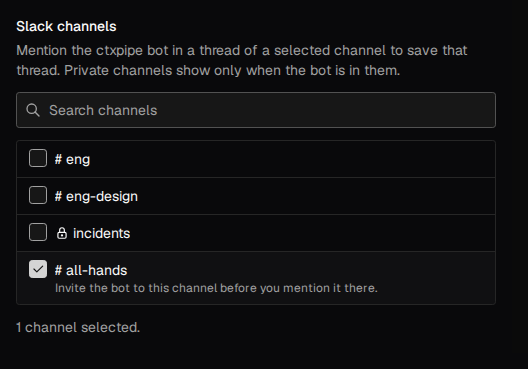 Slack channels
Mention the ctxpipe bot in a thread of a selected channel to save that
thread. Private channels show only when the bot is in them.
Search channels
# eng
# eng-design
incidents
# all-hands
Invite the bot to this channel before you mention it there.
1 channel selected.